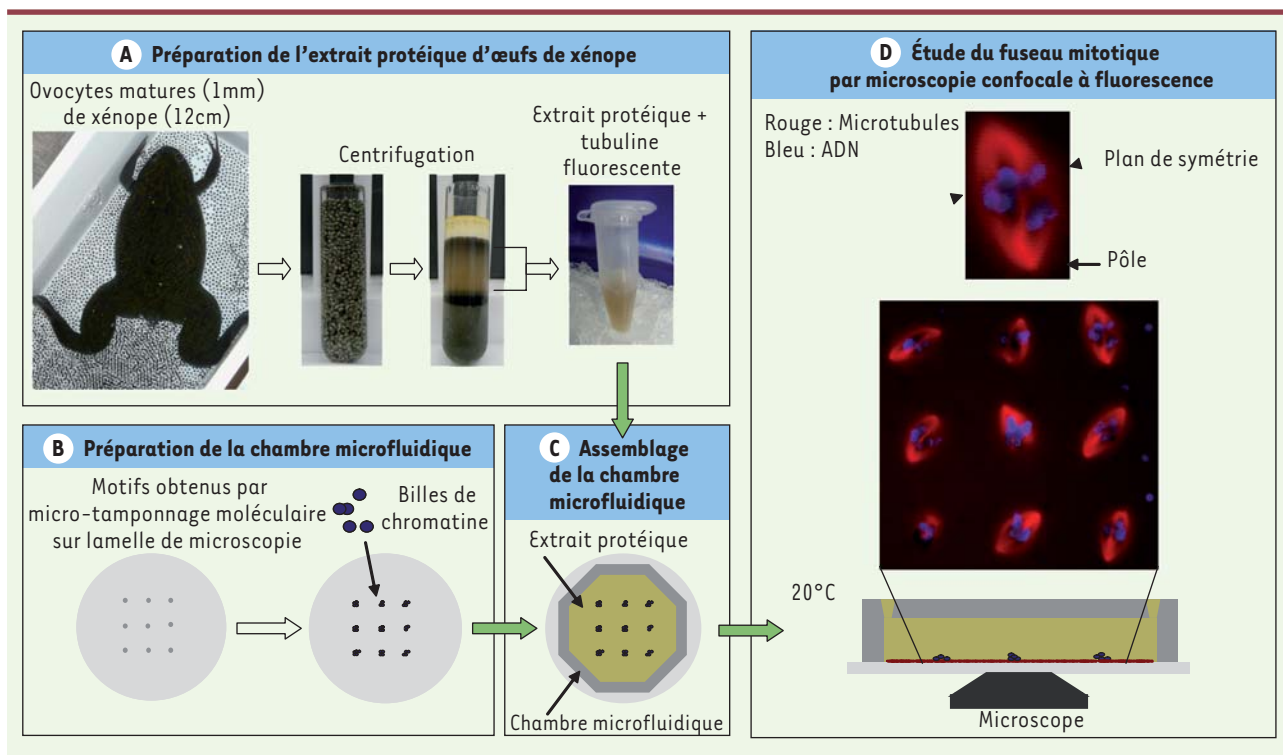 A Préparation de l'extrait protéique d'œufs de xénope
Ovocytes matures (1mm)
de xénope (12cm)
Centrifugation
Extrait protéique +
tubuline
fluorescente
B Préparation de la chambre microfluidique
Motifs obtenus par
micro-tamponnage moléculaire
sur lamelle de microscopie
Billes de
chromatine
C Assemblage
de la chambre
microfluidique
Extrait protéique
Chambre microfluidique
D Étude du fuseau mitotique
par microscopie confocale à fluorescence
Rouge : Microtubules
Bleu : ADN
Plan de symétrie
Pôle
20°C
Microscope